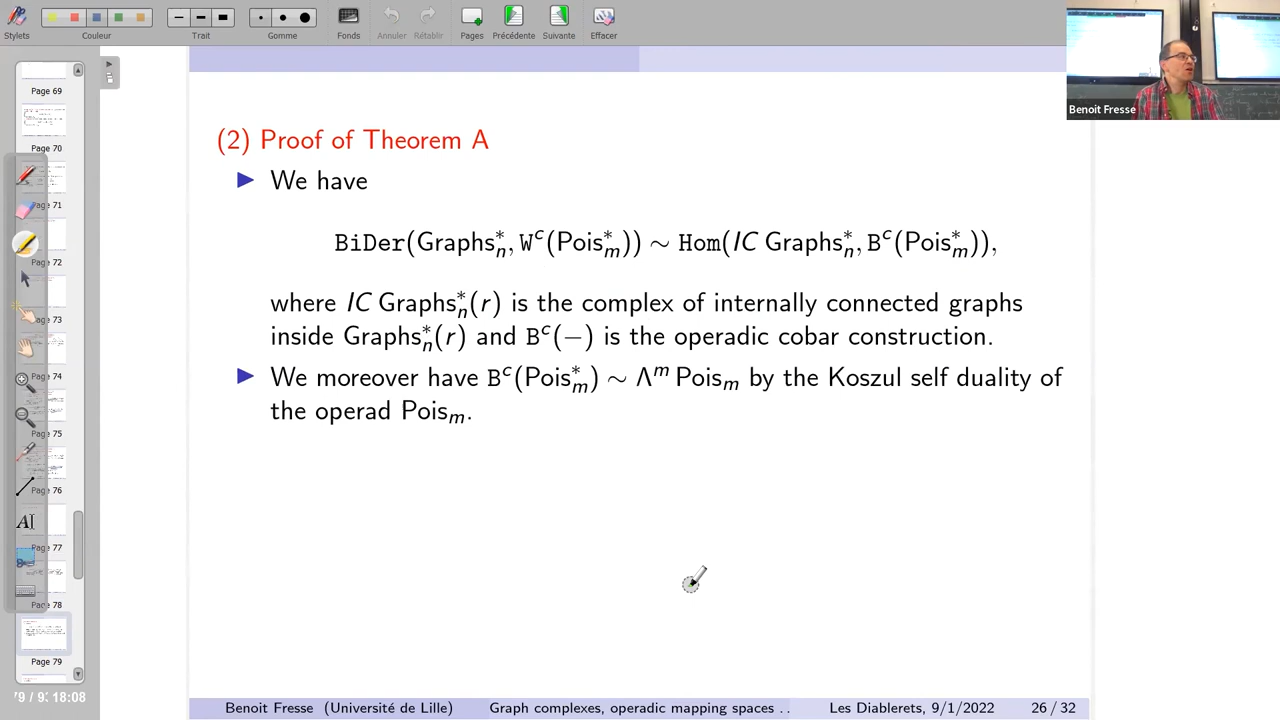 Stylets Couleur Trait Gomme Fonds Annuler Rétablir Pages Précédente Suivante Effacer
Page 69
Page 70
Page 71
Page 72
Page 73
Page 74
Page 75
Page 76
Page 77
Page 78
Page 79
18:08
Benoit Fresse
(2) Proof of Theorem A
▶ We have
BiDer(Graphs*ₙ, Wᶜ(Pois*ₘ)) ∼ Hom(IC Graphs*ₙ, Bᶜ(Pois*ₘ)),
where IC Graphs*ₙ(r) is the complex of internally connected graphs
inside Graphs*ₙ(r) and Bᶜ(−) is the operadic cobar construction.
▶ We moreover have Bᶜ(Pois*ₘ) ∼ Λᵐ Poisₘ by the Koszul self duality of
the operad Poisₘ.
Benoit Fresse (Université de Lille) Graph complexes, operadic mapping spaces . . Les Diablerets, 9/1/2022 26 / 32